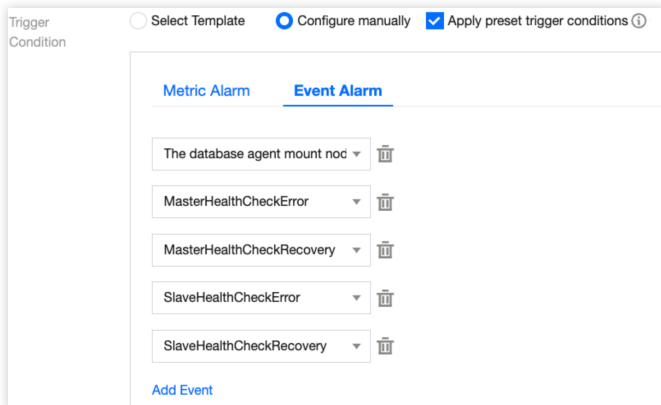 Trigger Condition
Select Template Configure manually Apply preset trigger conditions
Metric Alarm Event Alarm
The database agent mount nod
MasterHealthCheckError
MasterHealthCheckRecovery
SlaveHealthCheckError
SlaveHealthCheckRecovery
Add Event